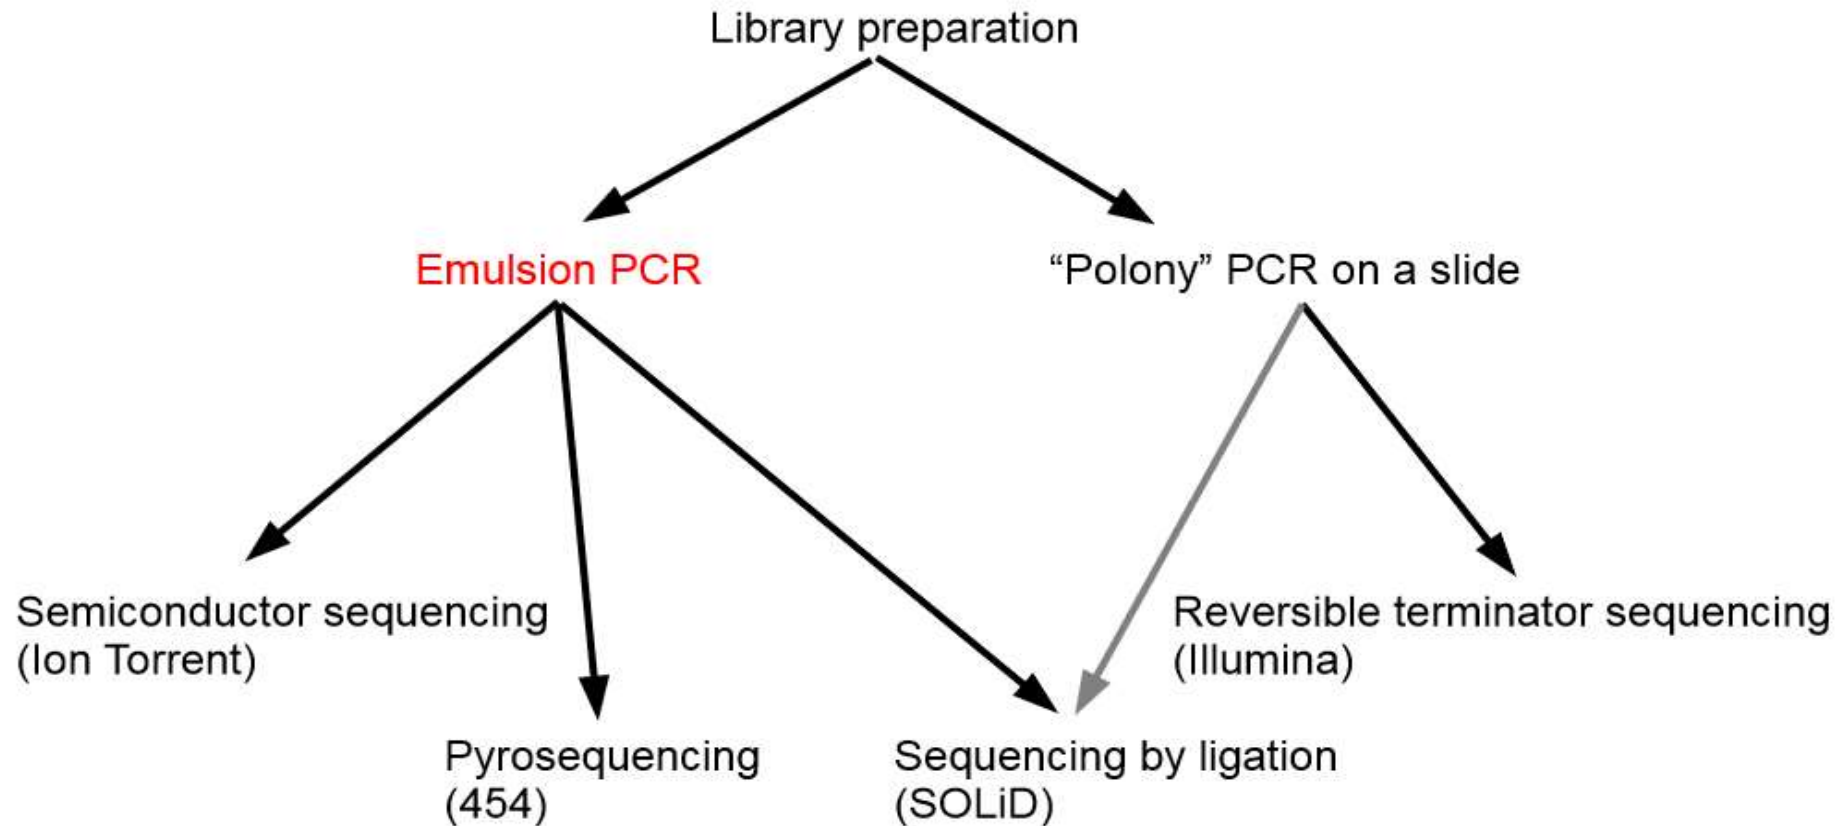 Library preparation
Emulsion PCR
“Polony” PCR on a slide
Semiconductor sequencing
(Ion Torrent)
Reversible terminator sequencing
(Illumina)
Pyrosequencing
(454)
Sequencing by ligation
(SOLiD)